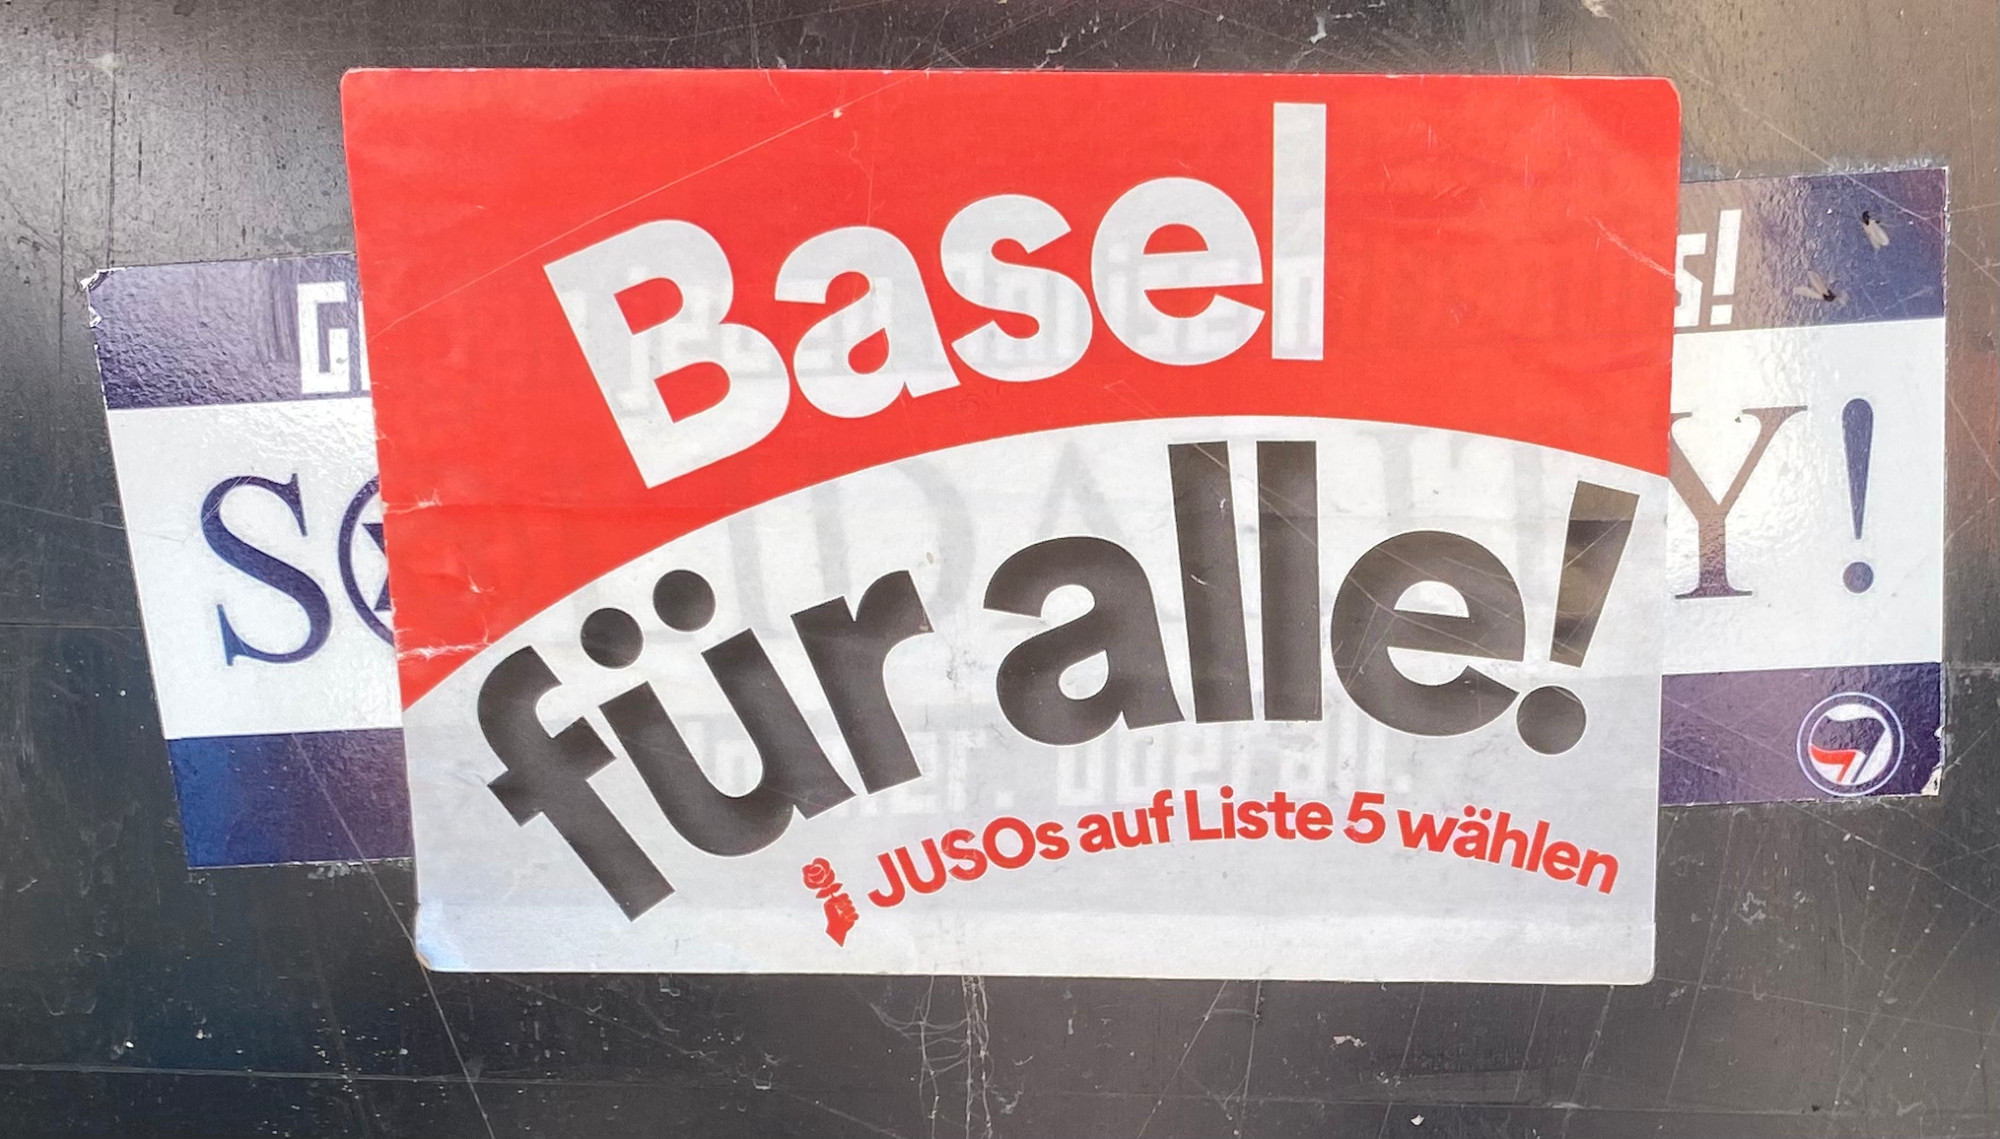 Basel
für alle!
JUSOs auf Liste 5 wählen